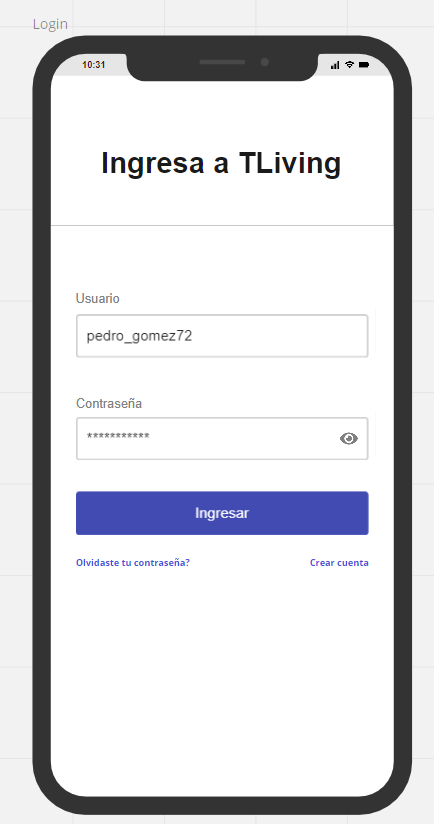 Login
10:31
Ingresa a TLiving
Usuario
pedro_gomez72
Contraseña
***********
Ingresar
Olvidaste tu contraseña?
Crear cuenta